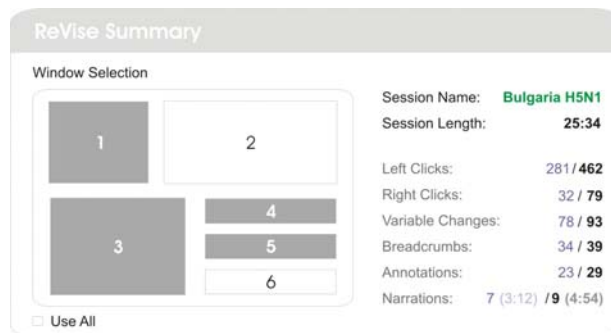 ReVise Summary
Window Selection
1
2
3
4
5
6
Use All
Session Name: Bulgaria H5N1
Session Length: 25:34
Left Clicks: 281 / 462
Right Clicks: 32 / 79
Variable Changes: 78 / 93
Breadcrumbs: 34 / 39
Annotations: 23 / 29
Narrations: 7 (3:12) / 9 (4:54)